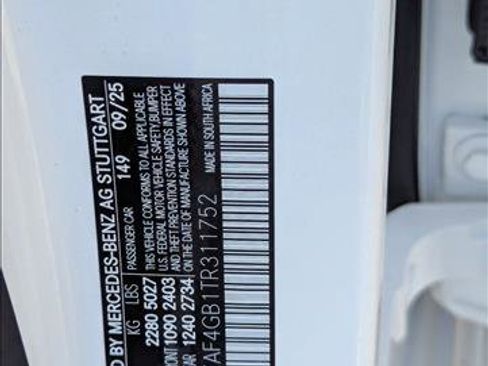 D BY MERCEDES-BENZ AG STUTTGART
PASSENGER CAR 149 09/25
KG LBS
2280 5027
ONT 1090 2403
AR 1240 2734
THIS VEHICLE CONFORMS TO ALL APPLICABLE
U.S. FEDERAL MOTOR VEHICLE SAFETY, BUMPER
AND THEFT PREVENTION STANDARDS IN EFFECT
ON THE DATE OF MANUFACTURE SHOWN ABOVE
MADE IN SOUTH AFRICA
AF4GB1TR311752